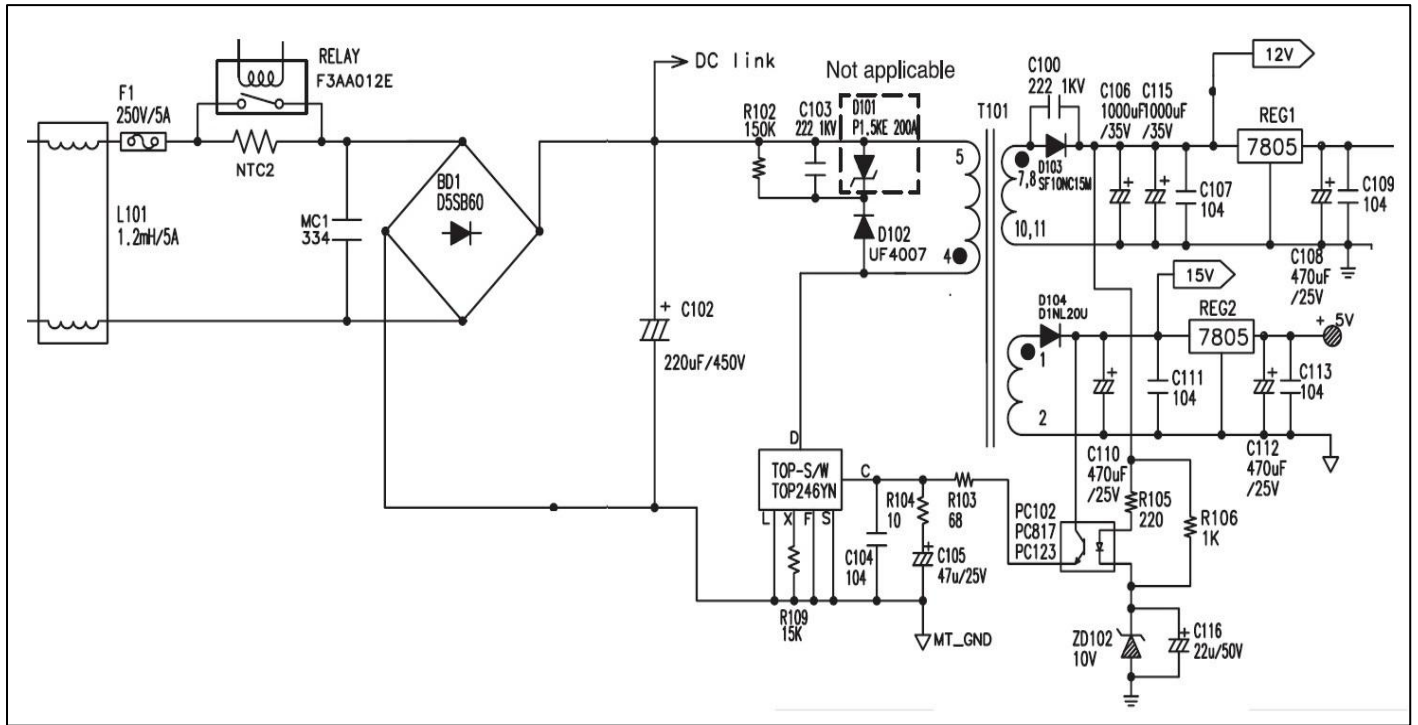 RELAY
F3AA012E
F1
250V/5A
NTC2
L101
1.2mH/5A
MC1
334
BD1
D5SB60
DC link
C102
220uF/450V
Not applicable
R102
150K
C103
222 1KV
D101
P1.5KE 200A
D102
UF4007
T101
5
4
C100
222 1KV
D103
SF10NC15M
7,8
10,11
C106
1000uF
/35V
C115
1000uF
/35V
C107
104
12V
REG1
7805
C109
104
C108
470uF
/25V
15V
D104
D1NL20U
1
2
REG2
7805
+ 5V
C111
104
C113
104
C110
470uF
/25V
C112
470uF
/25V
D
TOP-S/W
TOP246YN
C
L X F S
R109
15K
C104
104
R104
10
R103
68
C105
47u/25V
MT_GND
PC102
PC817
PC123
R105
220
R106
1K
ZD102
10V
C116
22u/50V